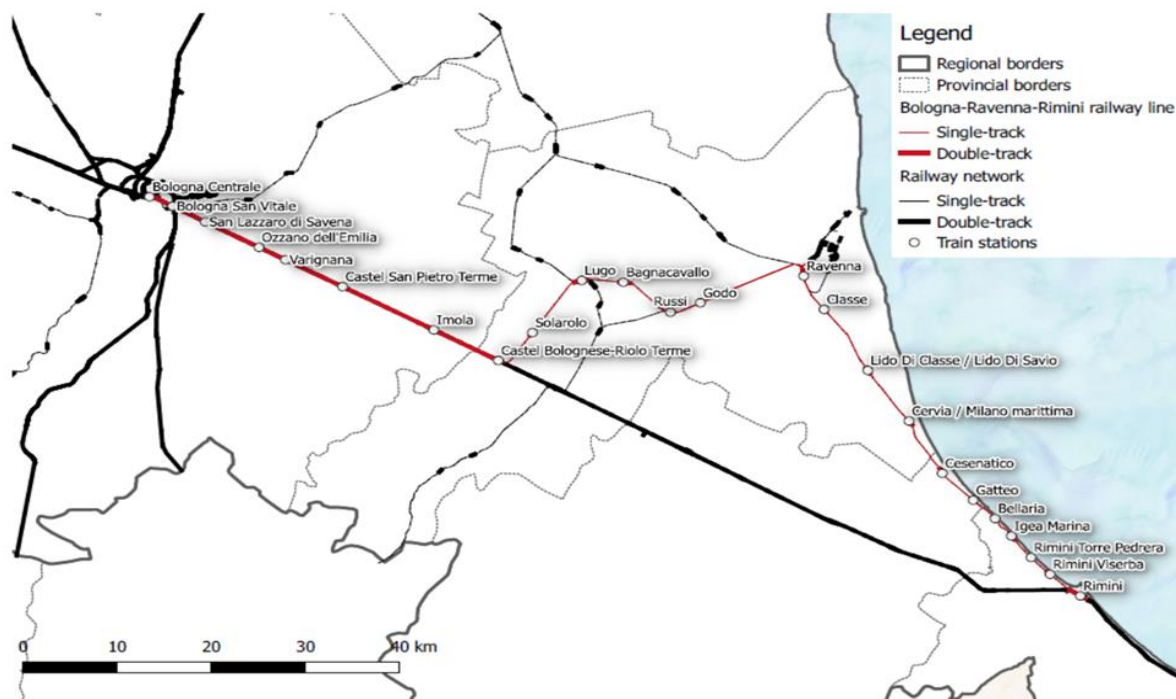 Legend
Regional borders
Provincial borders
Bologna-Ravenna-Rimini railway line
Single-track
Double-track
Railway network
Single-track
Double-track
Train stations
Bologna Centrale
Bologna San Vitale
San Lazzaro di Savena
Ozzano dell'Emilia
Varignana
Castel San Pietro Terme
Imola
Castel Bolognese-Riolo Terme
Solarolo
Lugo
Bagnacavallo
Russi
Godo
Ravenna
Classe
Lido Di Classe / Lido Di Savio
Cervia / Milano marittima
Cesenatico
Gatteo
Bellaria
Igea Marina
Rimini Torre Pedrera
Rimini Viserba
Rimini
0 10 20 30 40 km